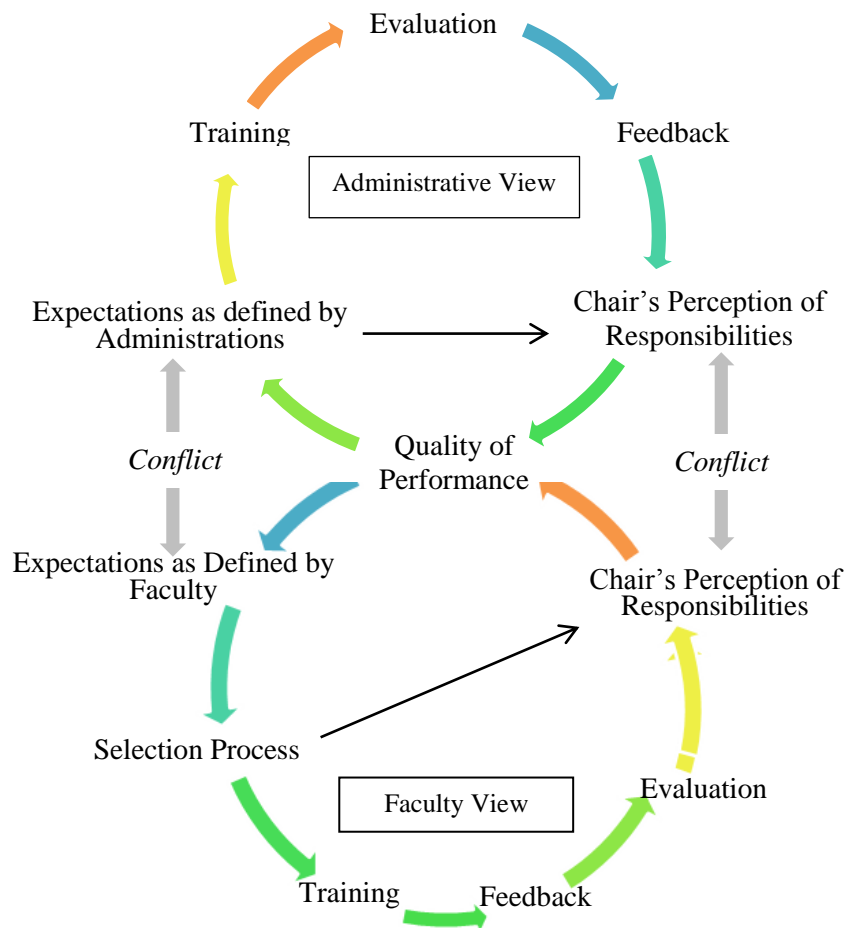 Evaluation
Training
Feedback
Administrative View
Expectations as defined by
Administrations
Chair's Perception of
Responsibilities
Conflict
Quality of
Performance
Conflict
Expectations as Defined by
Faculty
Chair's Perception of
Responsibilities
Selection Process
Evaluation
Faculty View
Training
Feedback